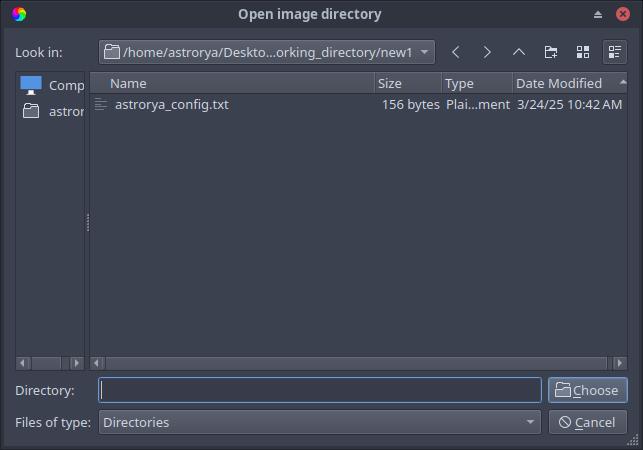 Open image directory
Look in: /home/astrorya/Deskto...orking_directory/new1
Comp
astror
Name Size Type Date Modified
astrorya_config.txt 156 bytes Plai...ment 3/24/25 10:42 AM
Directory: Choose
Files of type: Directories Cancel